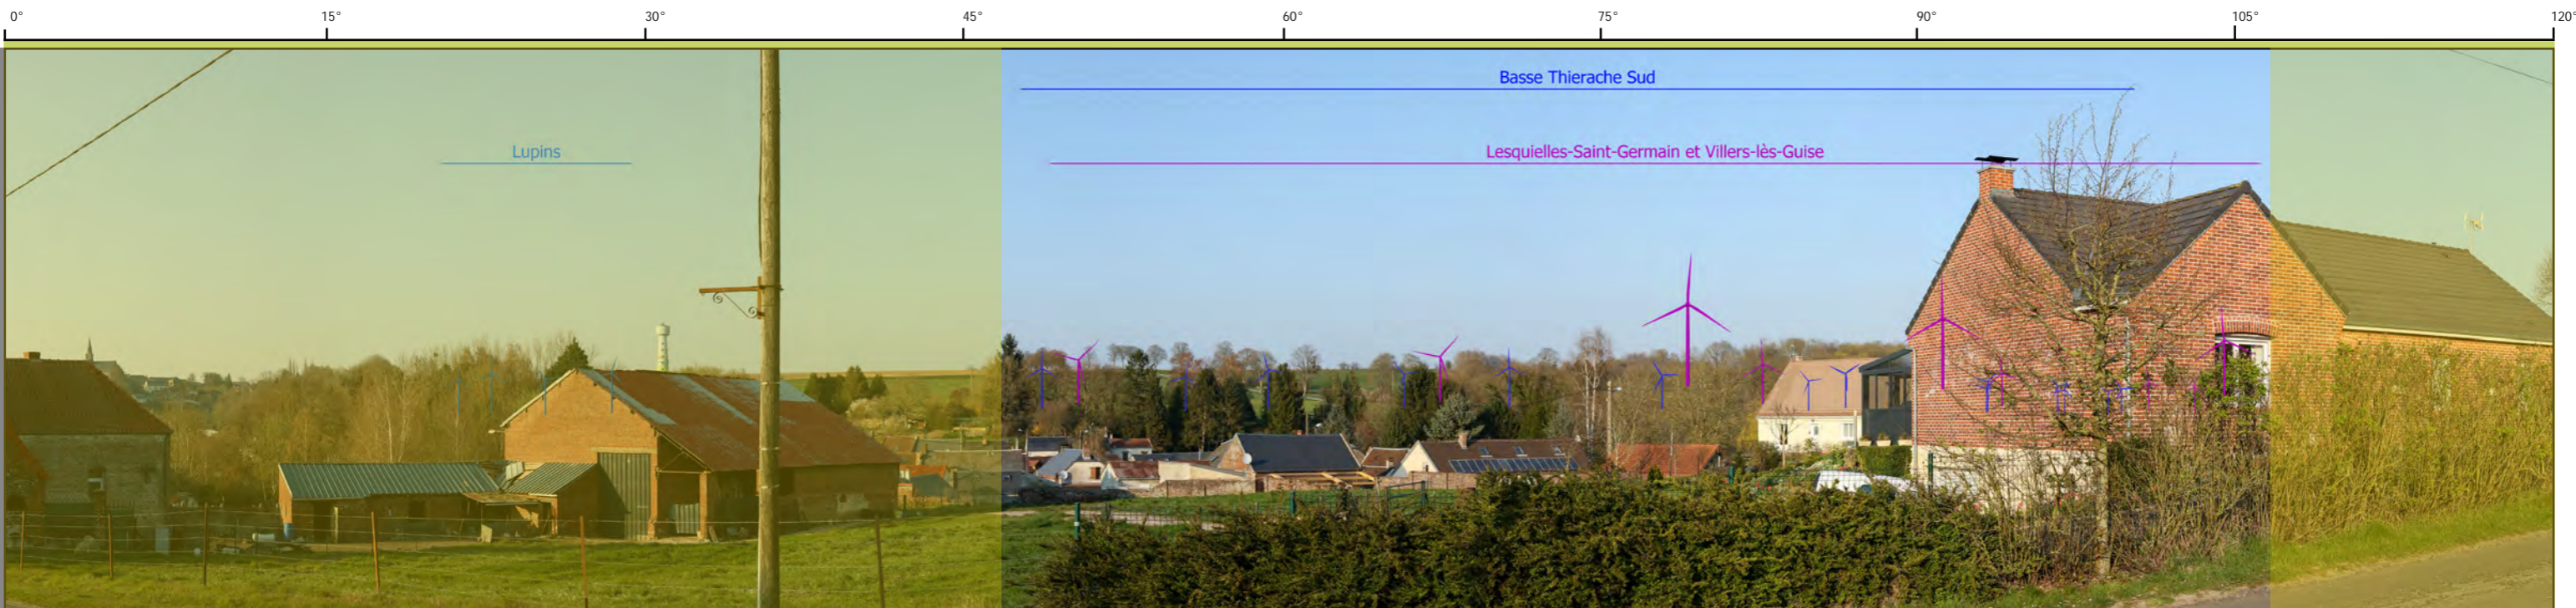 0° 15° 30° 45° 60° 75° 90° 105° 120°
Basse Thierache Sud
Lupins
Lesquielles-Saint-Germain et Villers-lès-Guise